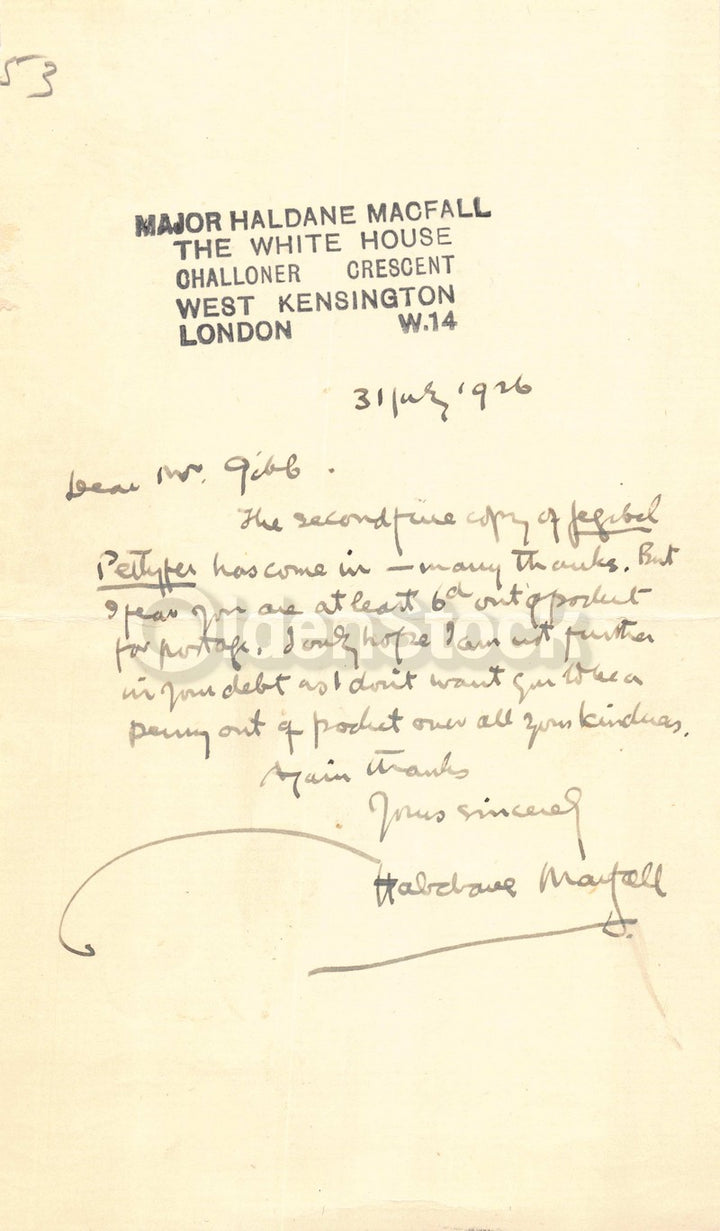 53
MAJOR HALDANE MACFALL
THE WHITE HOUSE
CHALLONER CRESCENT
WEST KENSINGTON
LONDON W.14
31 July 1926
Dear Mr. Gibb.
The second fine copy of Jezebel
Pettyfer has come in – many thanks. But
I fear you are at least 6d out of pocket
for postage. I only hope I am not further
in your debt as I don't want you to be a
penny out of pocket over all your kindness.
Again thanks
Yours sincerely
Haldane Macfall
Oldernstock